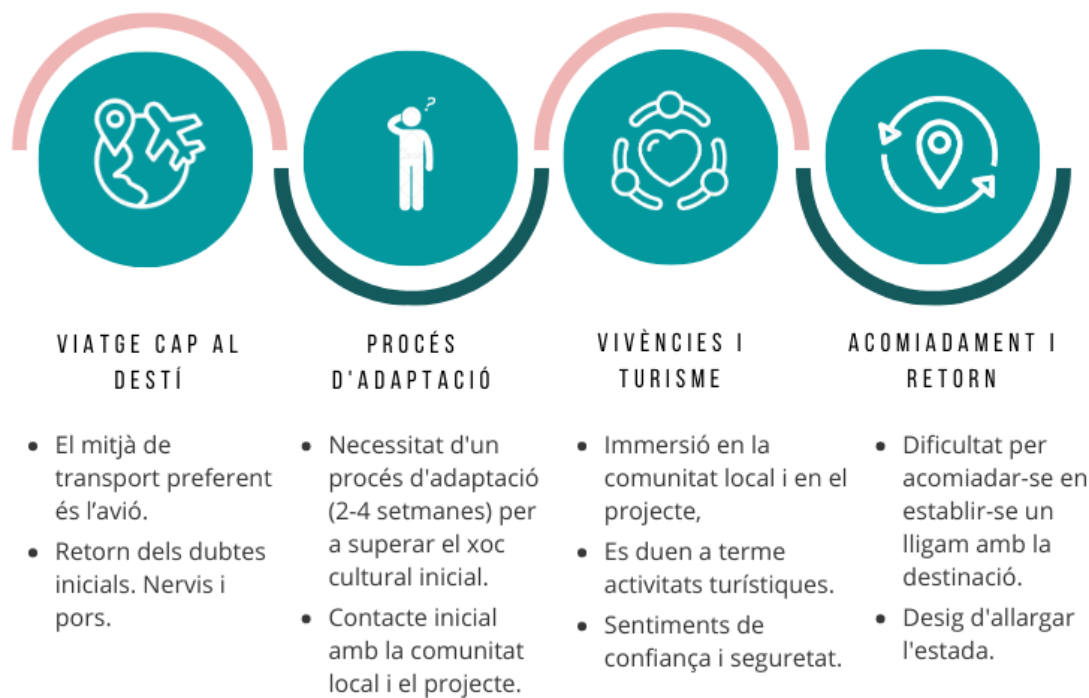 VIATGE CAP AL
DESTÍ
• El mitjà de
transport preferent
és l'avió.
• Retorn dels dubtes
inicials. Nervis i
pors.
?
PROCÉS
D'ADAPTACIÓ
• Necessitat d'un
procés d'adaptació
(2-4 setmanes) per
a superar el xoc
cultural inicial.
• Contacte inicial
amb la comunitat
local i el projecte.
VIVÈNCIES I
TURISME
• Immersió en la
comunitat local i en el
projecte,
• Es duen a terme
activitats turístiques.
• Sentiments de
confiança i seguretat.
ACOMIADAMENT I
RETORN
• Dificultat per
acomiadar-se en
establir-se un
lligam amb la
destinació.
• Desig d'allargar
l'estada.